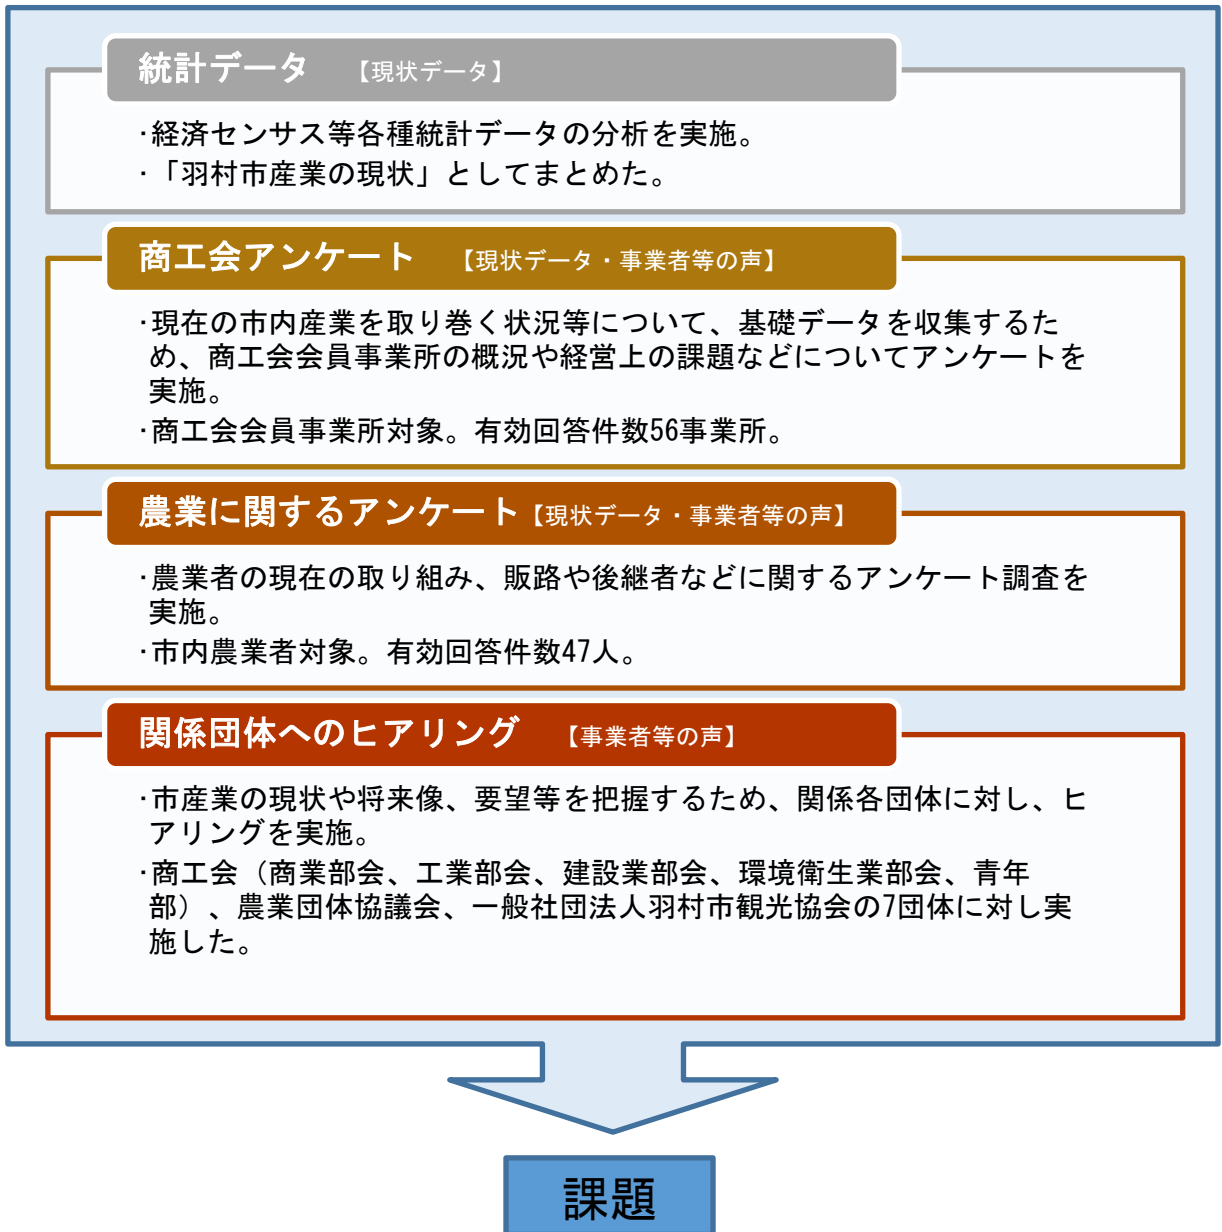 統計データ 【現状データ】
・経済センサス等各種統計データの分析を実施。
・「羽村市産業の現状」としてまとめた。
商工会アンケート 【現状データ・事業者等の声】
・現在の市内産業を取り巻く状況等について、基礎データを収集するた
め、商工会会員事業所の概況や経営上の課題などについてアンケートを
実施。
・商工会会員事業所対象。有効回答件数56事業所。
農業に関するアンケート【現状データ・事業者等の声】
・農業者の現在の取り組み、販路や後継者などに関するアンケート調査を
実施。
・市内農業者対象。有効回答件数47人。
関係団体へのヒアリング 【事業者等の声】
・市産業の現状や将来像、要望等を把握するため、関係各団体に対し、ヒ
アリングを実施。
・商工会（商業部会、工業部会、建設業部会、環境衛生業部会、青年
部）、農業団体協議会、一般社団法人羽村市観光協会の7団体に対し実
施した。
課題